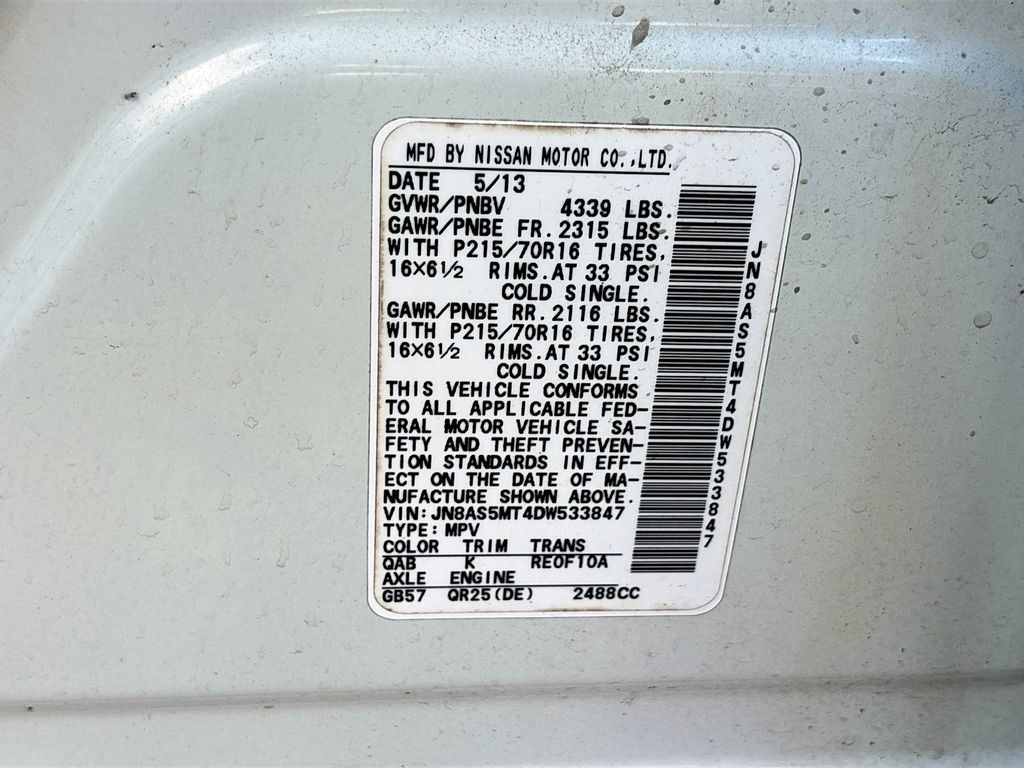 MFD BY NISSAN MOTOR CO.,LTD.
DATE 5/13
GVWR/PNBV 4339 LBS.
GAWR/PNBE FR. 2315 LBS.
WITH P215/70R16 TIRES,
16×6½ RIMS. AT 33 PSI
COLD SINGLE.
GAWR/PNBE RR. 2116 LBS.
WITH P215/70R16 TIRES,
16×6½ RIMS. AT 33 PSI
COLD SINGLE.
THIS VEHICLE CONFORMS
TO ALL APPLICABLE FED-
ERAL MOTOR VEHICLE SA-
FETY AND THEFT PREVEN-
TION STANDARDS IN EFF-
ECT ON THE DATE OF MA-
NUFACTURE SHOWN ABOVE.
VIN: JN8AS5MT4DW533847
TYPE: MPV
COLOR TRIM TRANS
QAB K RE0F10A
AXLE ENGINE
GB57 QR25(DE) 2488CC
JN8AS5MT4DW533847